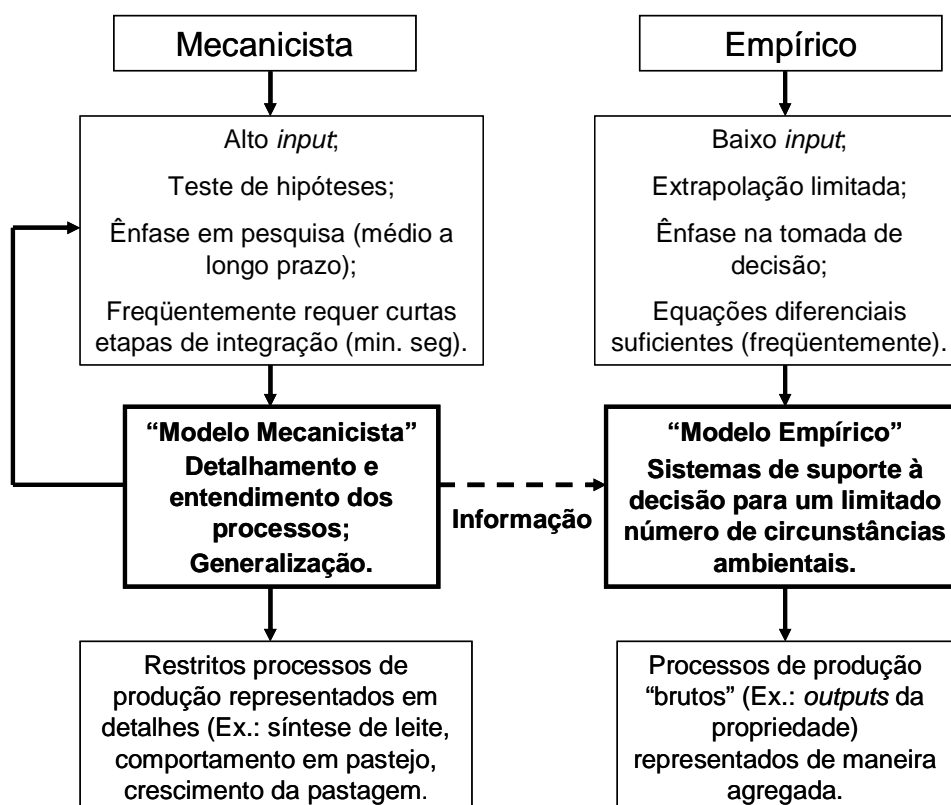 Mecanicista
Alto input;
Teste de hipóteses;
Ênfase em pesquisa (médio a
longo prazo);
Freqüentemente requer curtas
etapas de integração (min. seg).
“Modelo Mecanicista”
Detalhamento e
entendimento dos
processos;
Generalização.
Restritos processos de
produção representados em
detalhes (Ex.: síntese de leite,
comportamento em pastejo,
crescimento da pastagem.
Informação
Empírico
Baixo input;
Extrapolação limitada;
Ênfase na tomada de
decisão;
Equações diferenciais
suficientes (freqüentemente).
“Modelo Empírico”
Sistemas de suporte à
decisão para um limitado
número de circunstâncias
ambientais.
Processos de produção
“brutos” (Ex.: outputs da
propriedade)
representados de maneira
agregada.